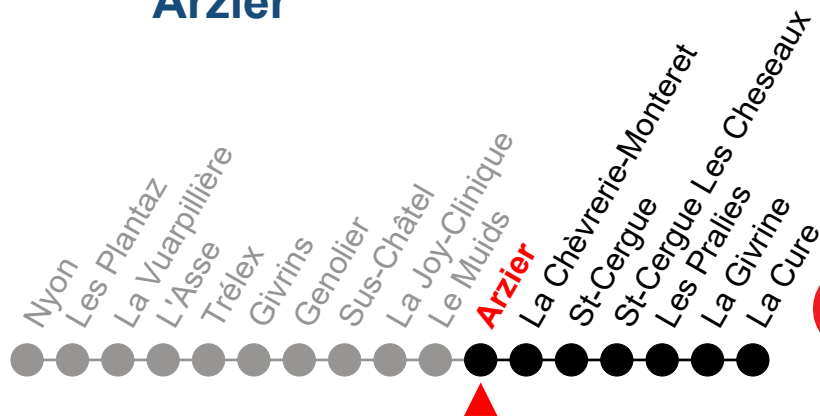 Arzier
Nyon
Les Plantaz
La Vuarpillière
L'Asse
Trélex
Givrins
Genolier
Sus-Châtel
La Joy-Clinique
Le Muids
Arzier
La Chèvrerie-Monteret
St-Cergue
St-Cergue Les Cheseaux
Les Pralies
La Givrine
La Cure